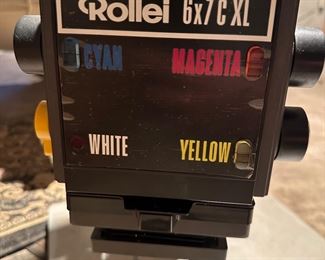 Rollei 6x7 C XL
CYAN MAGENTA
WHITE YELLOW